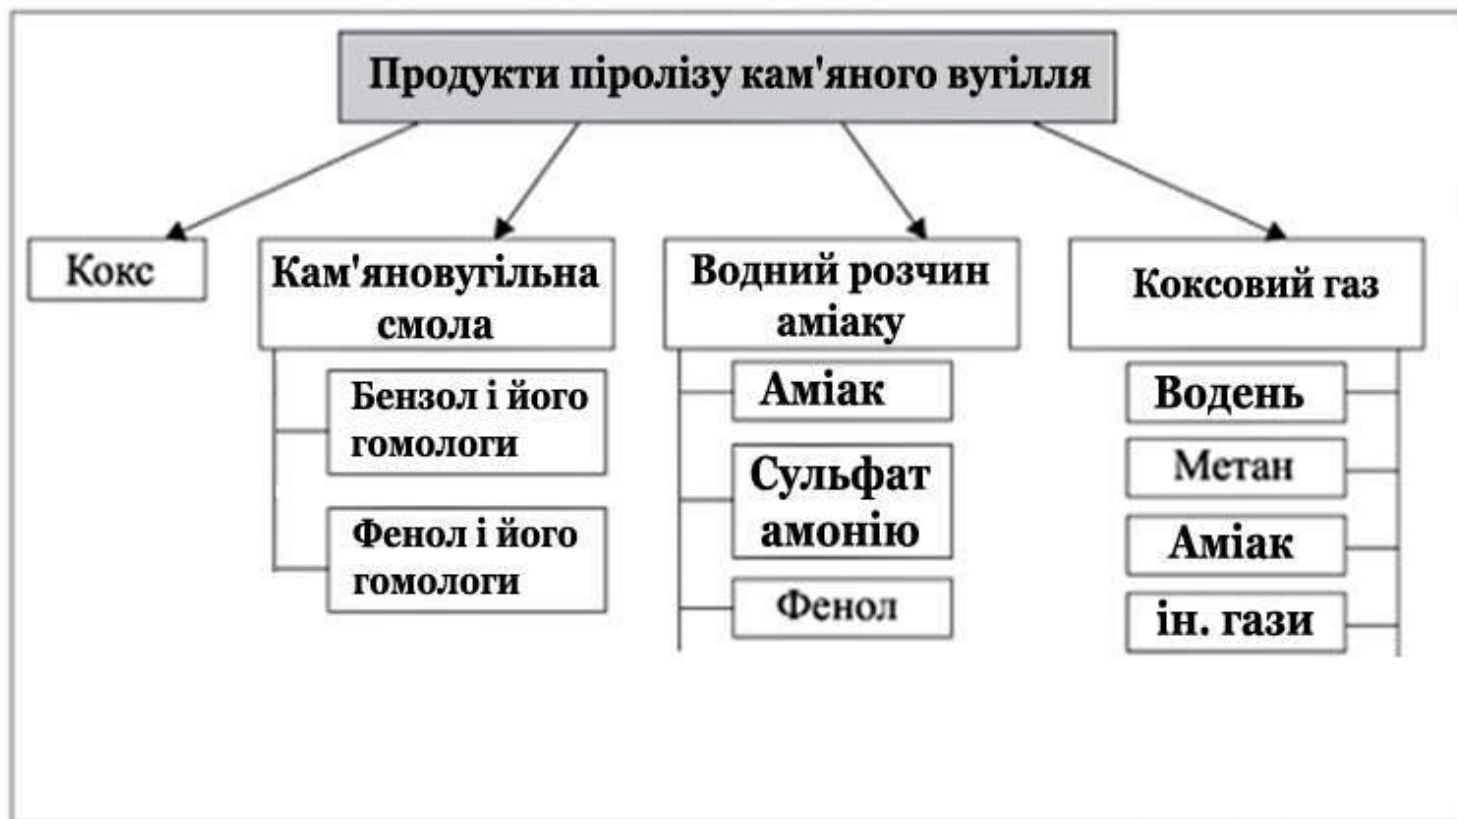 Продукти піролізу кам'яного вугілля
Кокс
Кам'яновугільна
смола
Бензол і його
гомологи
Фенол і його
гомологи
Водний розчин
аміаку
Аміак
Сульфат
амонію
Фенол
Коксовий газ
Водень
Метан
Аміак
ін. гази